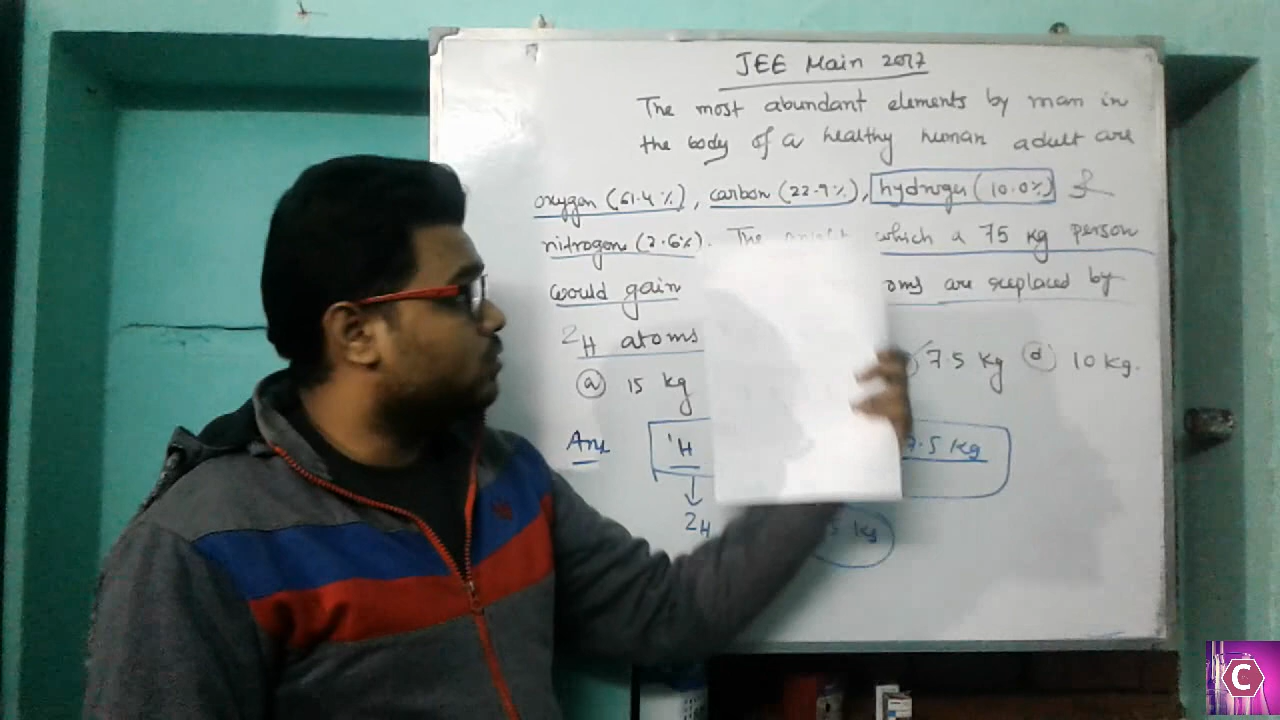 JEE Main 2017
The most abundant elements by man in
the body of a healthy human adult are
oxygen (61.4%), carbon (22.9%), hydrogen (10.0%) &
nitrogen (2.6%). The which a 75 kg person
would gain oms are replaced by
2H atoms
(a) 15 kg 7.5 kg (d) 10 kg.
Ans 1H 7.5 kg
2H kg
C